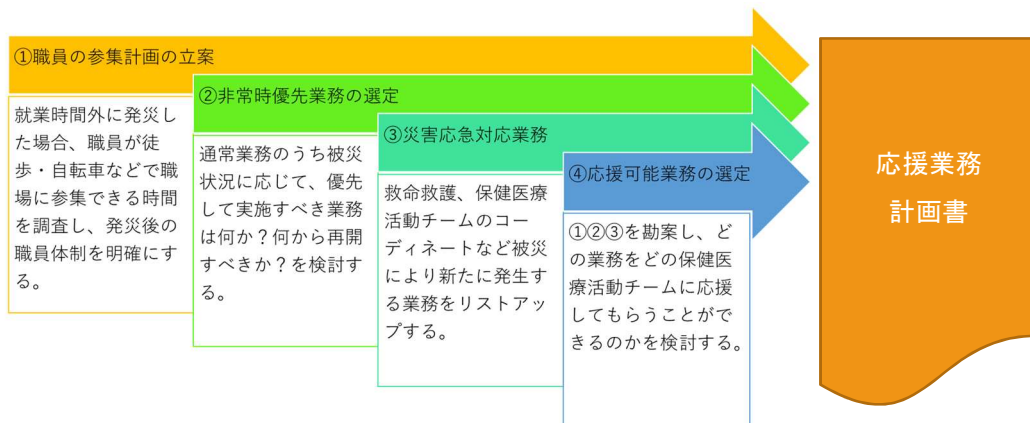 ①職員の参集計画の立案
就業時間外に発災し
た場合、職員が徒
歩・自転車などで職
場に参集できる時間
を調査し、発災後の
職員体制を明確にす
る。
②非常時優先業務の選定
通常業務のうち被災
状況に応じて、優先
して実施すべき業務
は何か？何から再開
すべきか？を検討す
る。
③災害応急対応業務
救命救護、保健医療
活動チームのコー
ディネートなど被災
により新たに発生す
る業務をリストアッ
プする。
④応援可能業務の選定
①②③を勘案し、ど
の業務をどの保健医
療活動チームに応援
してもらうことがで
きるのかを検討する。
応援業務
計画書